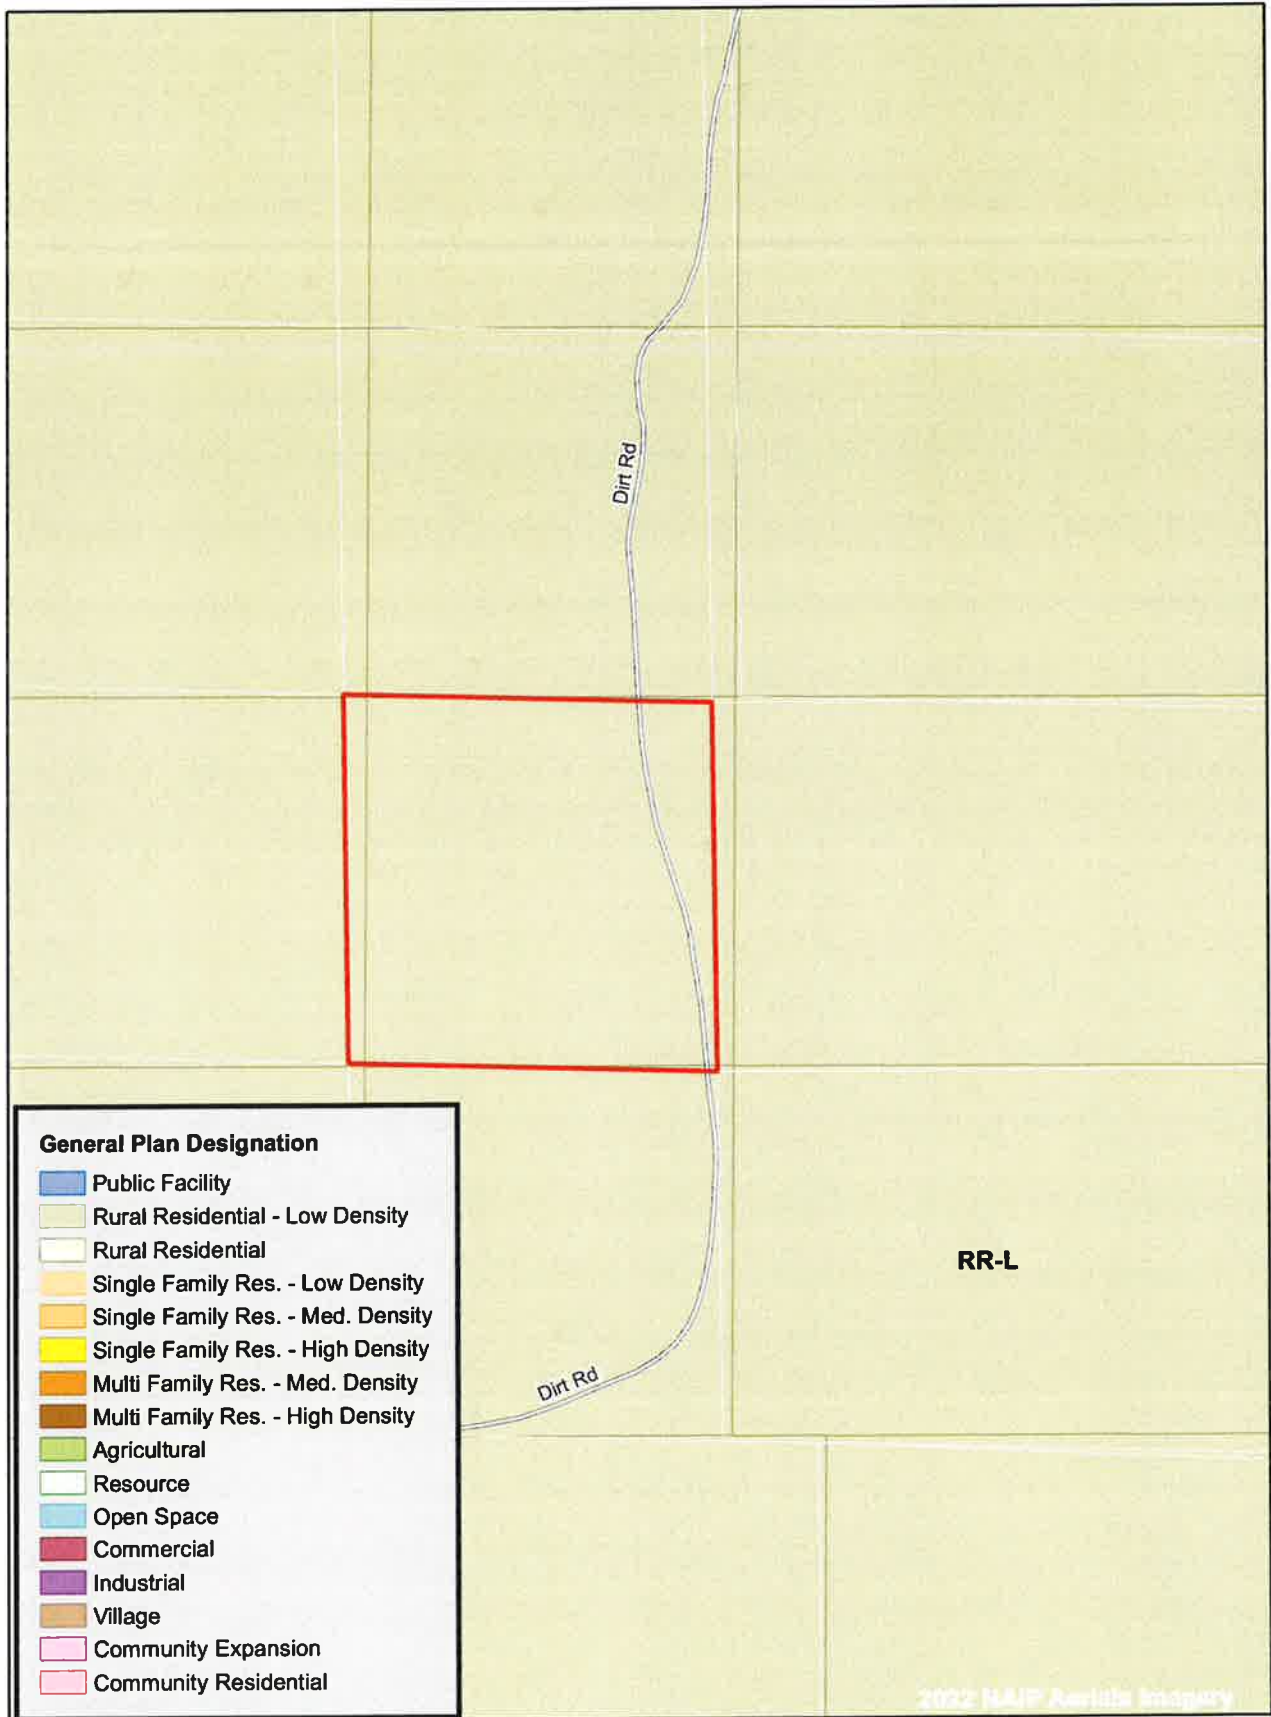 Dirt Rd
General Plan Designation
Public Facility
Rural Residential - Low Density
Rural Residential
Single Family Res. - Low Density
Single Family Res. - Med. Density
Single Family Res. - High Density
Multi Family Res. - Med. Density
Multi Family Res. - High Density
Agricultural
Resource
Open Space
Commercial
Industrial
Village
Community Expansion
Community Residential
RR-L
Dirt Rd
2022 NAIP Aerials Imagery